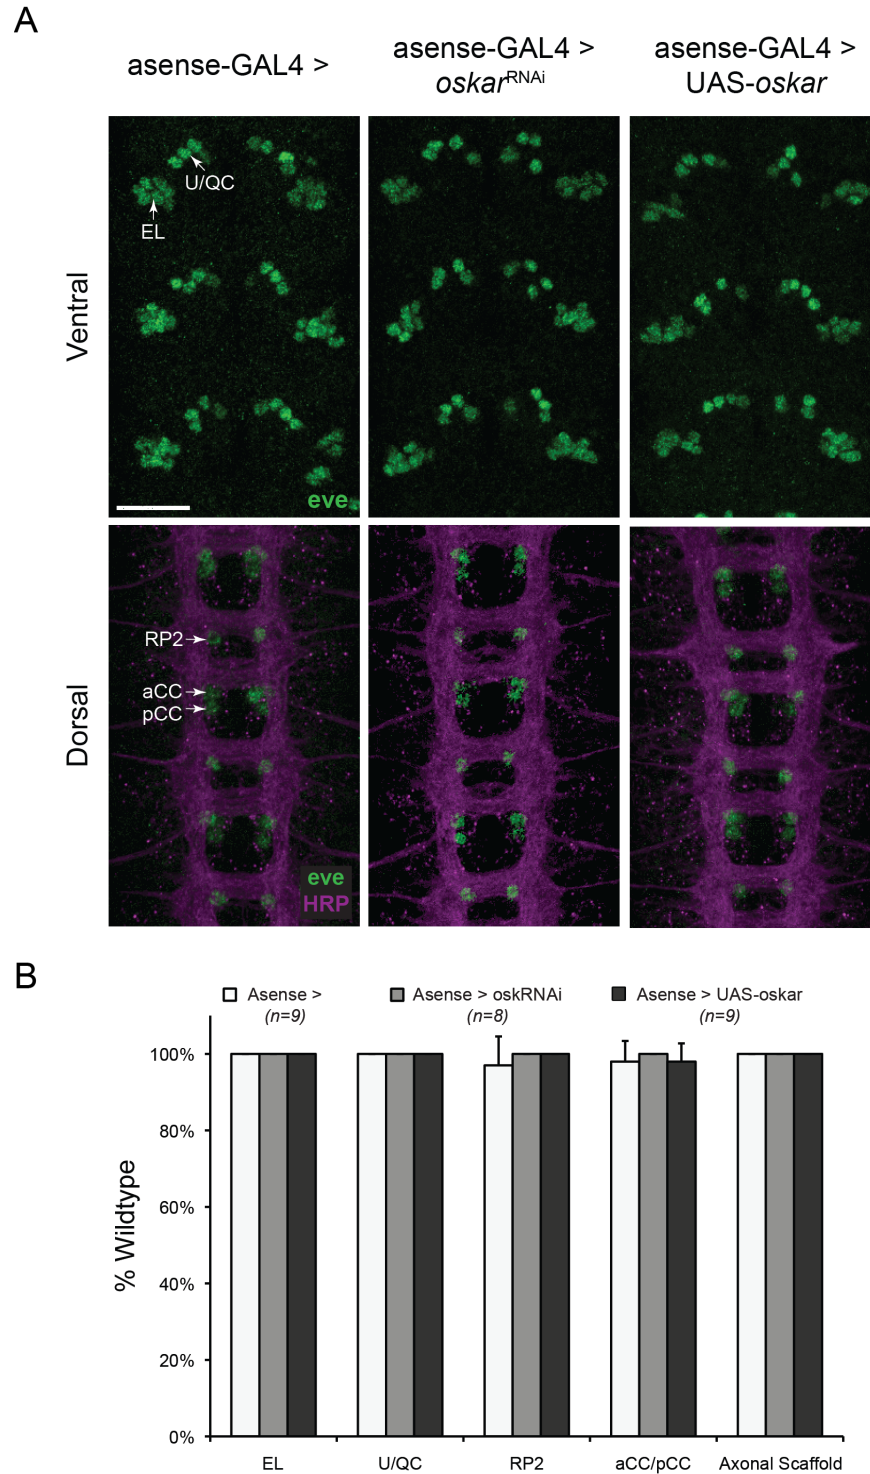 A
asense-GAL4 >
asense-GAL4 >
oskarRNAi
asense-GAL4 >
UAS-oskar
Ventral
U/QC
EL
eve
Dorsal
RP2
aCC
pCC
eve
HRP
B
Asense >
(n=9)
Asense > oskRNAi
(n=8)
Asense > UAS-oskar
(n=9)
% Wildtype
100%
80%
60%
40%
20%
0%
EL
U/QC
RP2
aCC/pCC
Axonal Scaffold